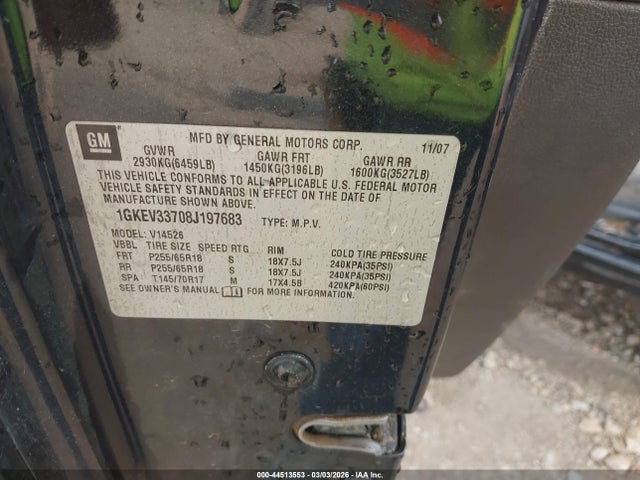 GM
MFD BY GENERAL MOTORS CORP. 11/07
GVWR GAWR FRT GAWR RR
2930KG(6459LB) 1450KG(3196LB) 1600KG(3527LB)
THIS VEHICLE CONFORMS TO ALL APPLICABLE U.S. FEDERAL MOTOR
VEHICLE SAFETY STANDARDS IN EFFECT ON THE DATE OF
MANUFACTURE SHOWN ABOVE.
1GKEV33708J197683 TYPE: M.P.V.
MODEL: V14526
VBBL TIRE SIZE SPEED RTG RIM COLD TIRE PRESSURE
FRT P255/65R18 S 18X7.5J 240KPA(35PSI)
RR P255/65R18 S 18X7.5J 240KPA(35PSI)
SPA T145/70R17 M 17X4.5B 420KPA(60PSI)
SEE OWNER'S MANUAL FOR MORE INFORMATION.
000-44513553 - 03/03/2026 - IAA Inc.